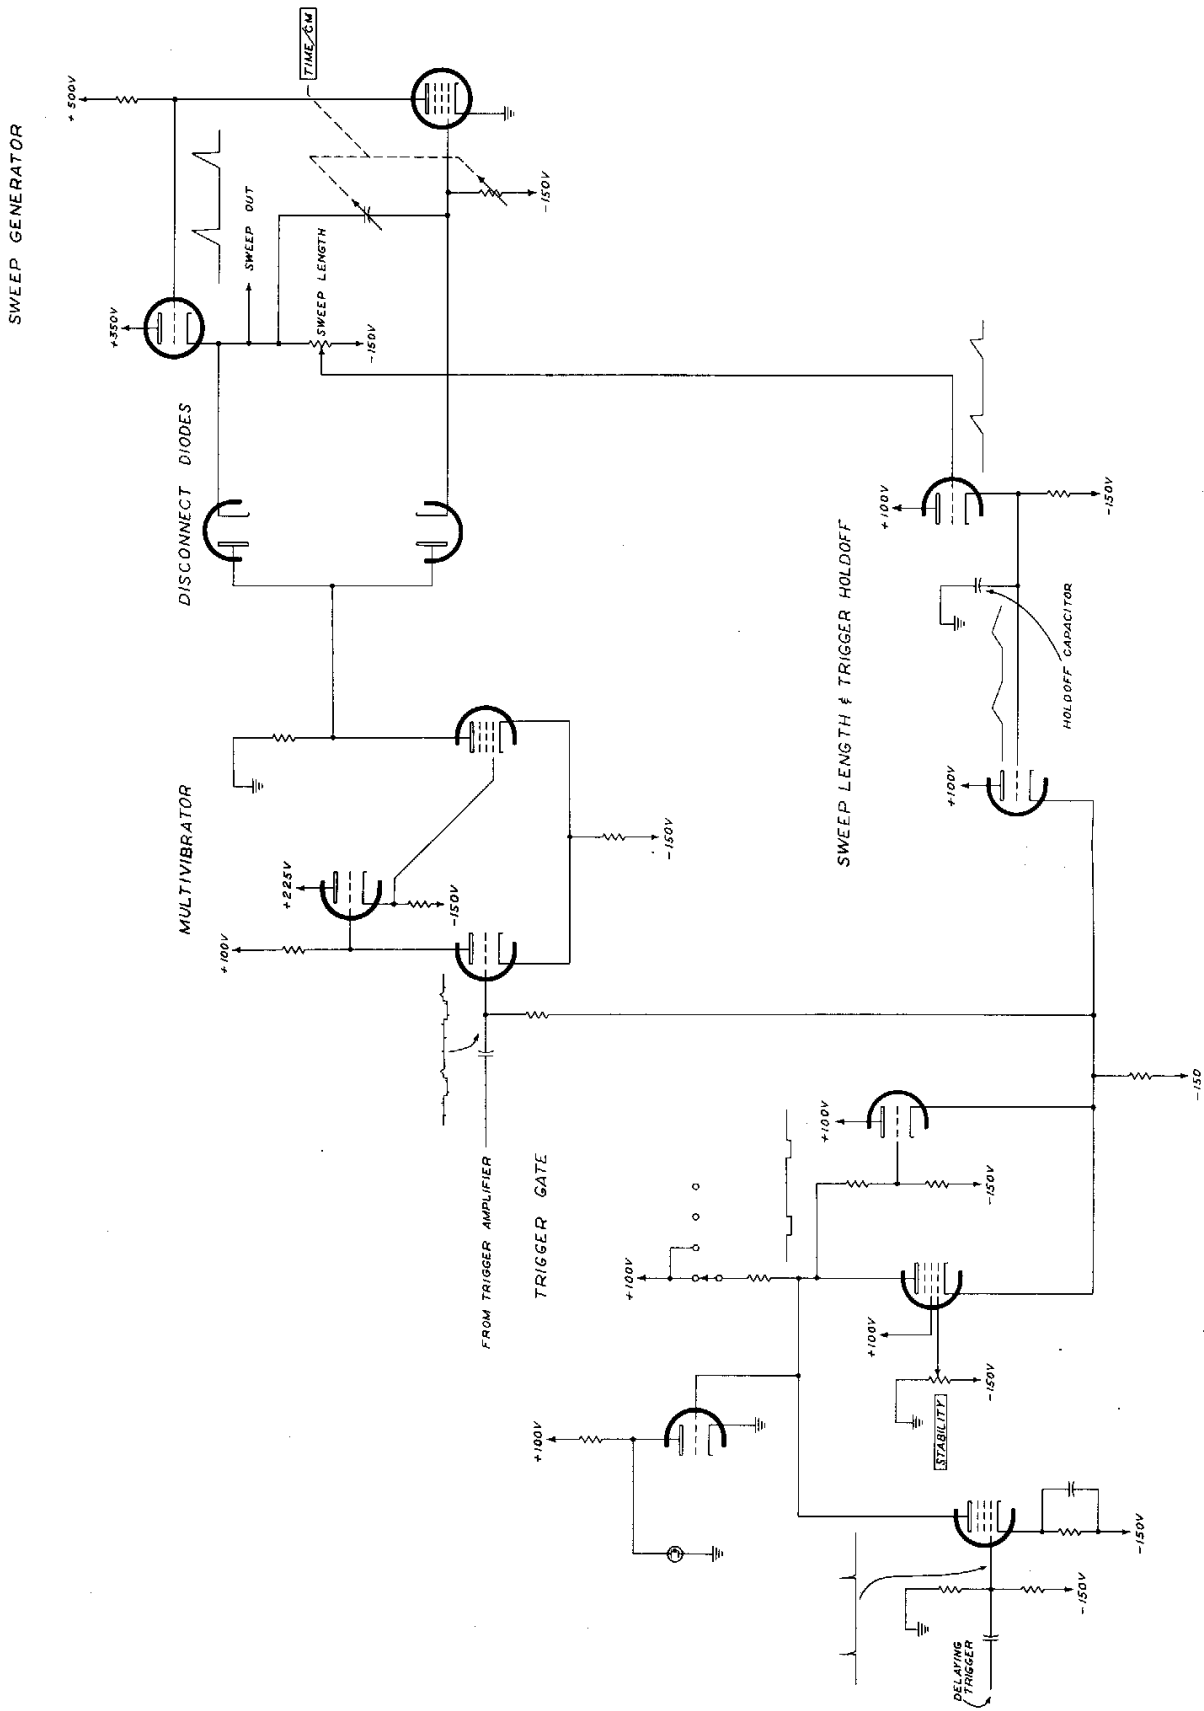 SWEEP GENERATOR
TIME/CM
+500V
+350V
SWEEP OUT
SWEEP LENGTH
-150V
-150V
DISCONNECT DIODES
MULTIVIBRATOR
+225V
+100V
-150V
-150V
FROM TRIGGER AMPLIFIER
SWEEP LENGTH & TRIGGER HOLDOFF
+100V
-150V
HOLDOFF CAPACITOR
+100V
TRIGGER GATE
+100V
-150V
-150
+100V
+100V
-150V
STABILITY
+100V
-150V
-150V
DELAYING
TRIGGER